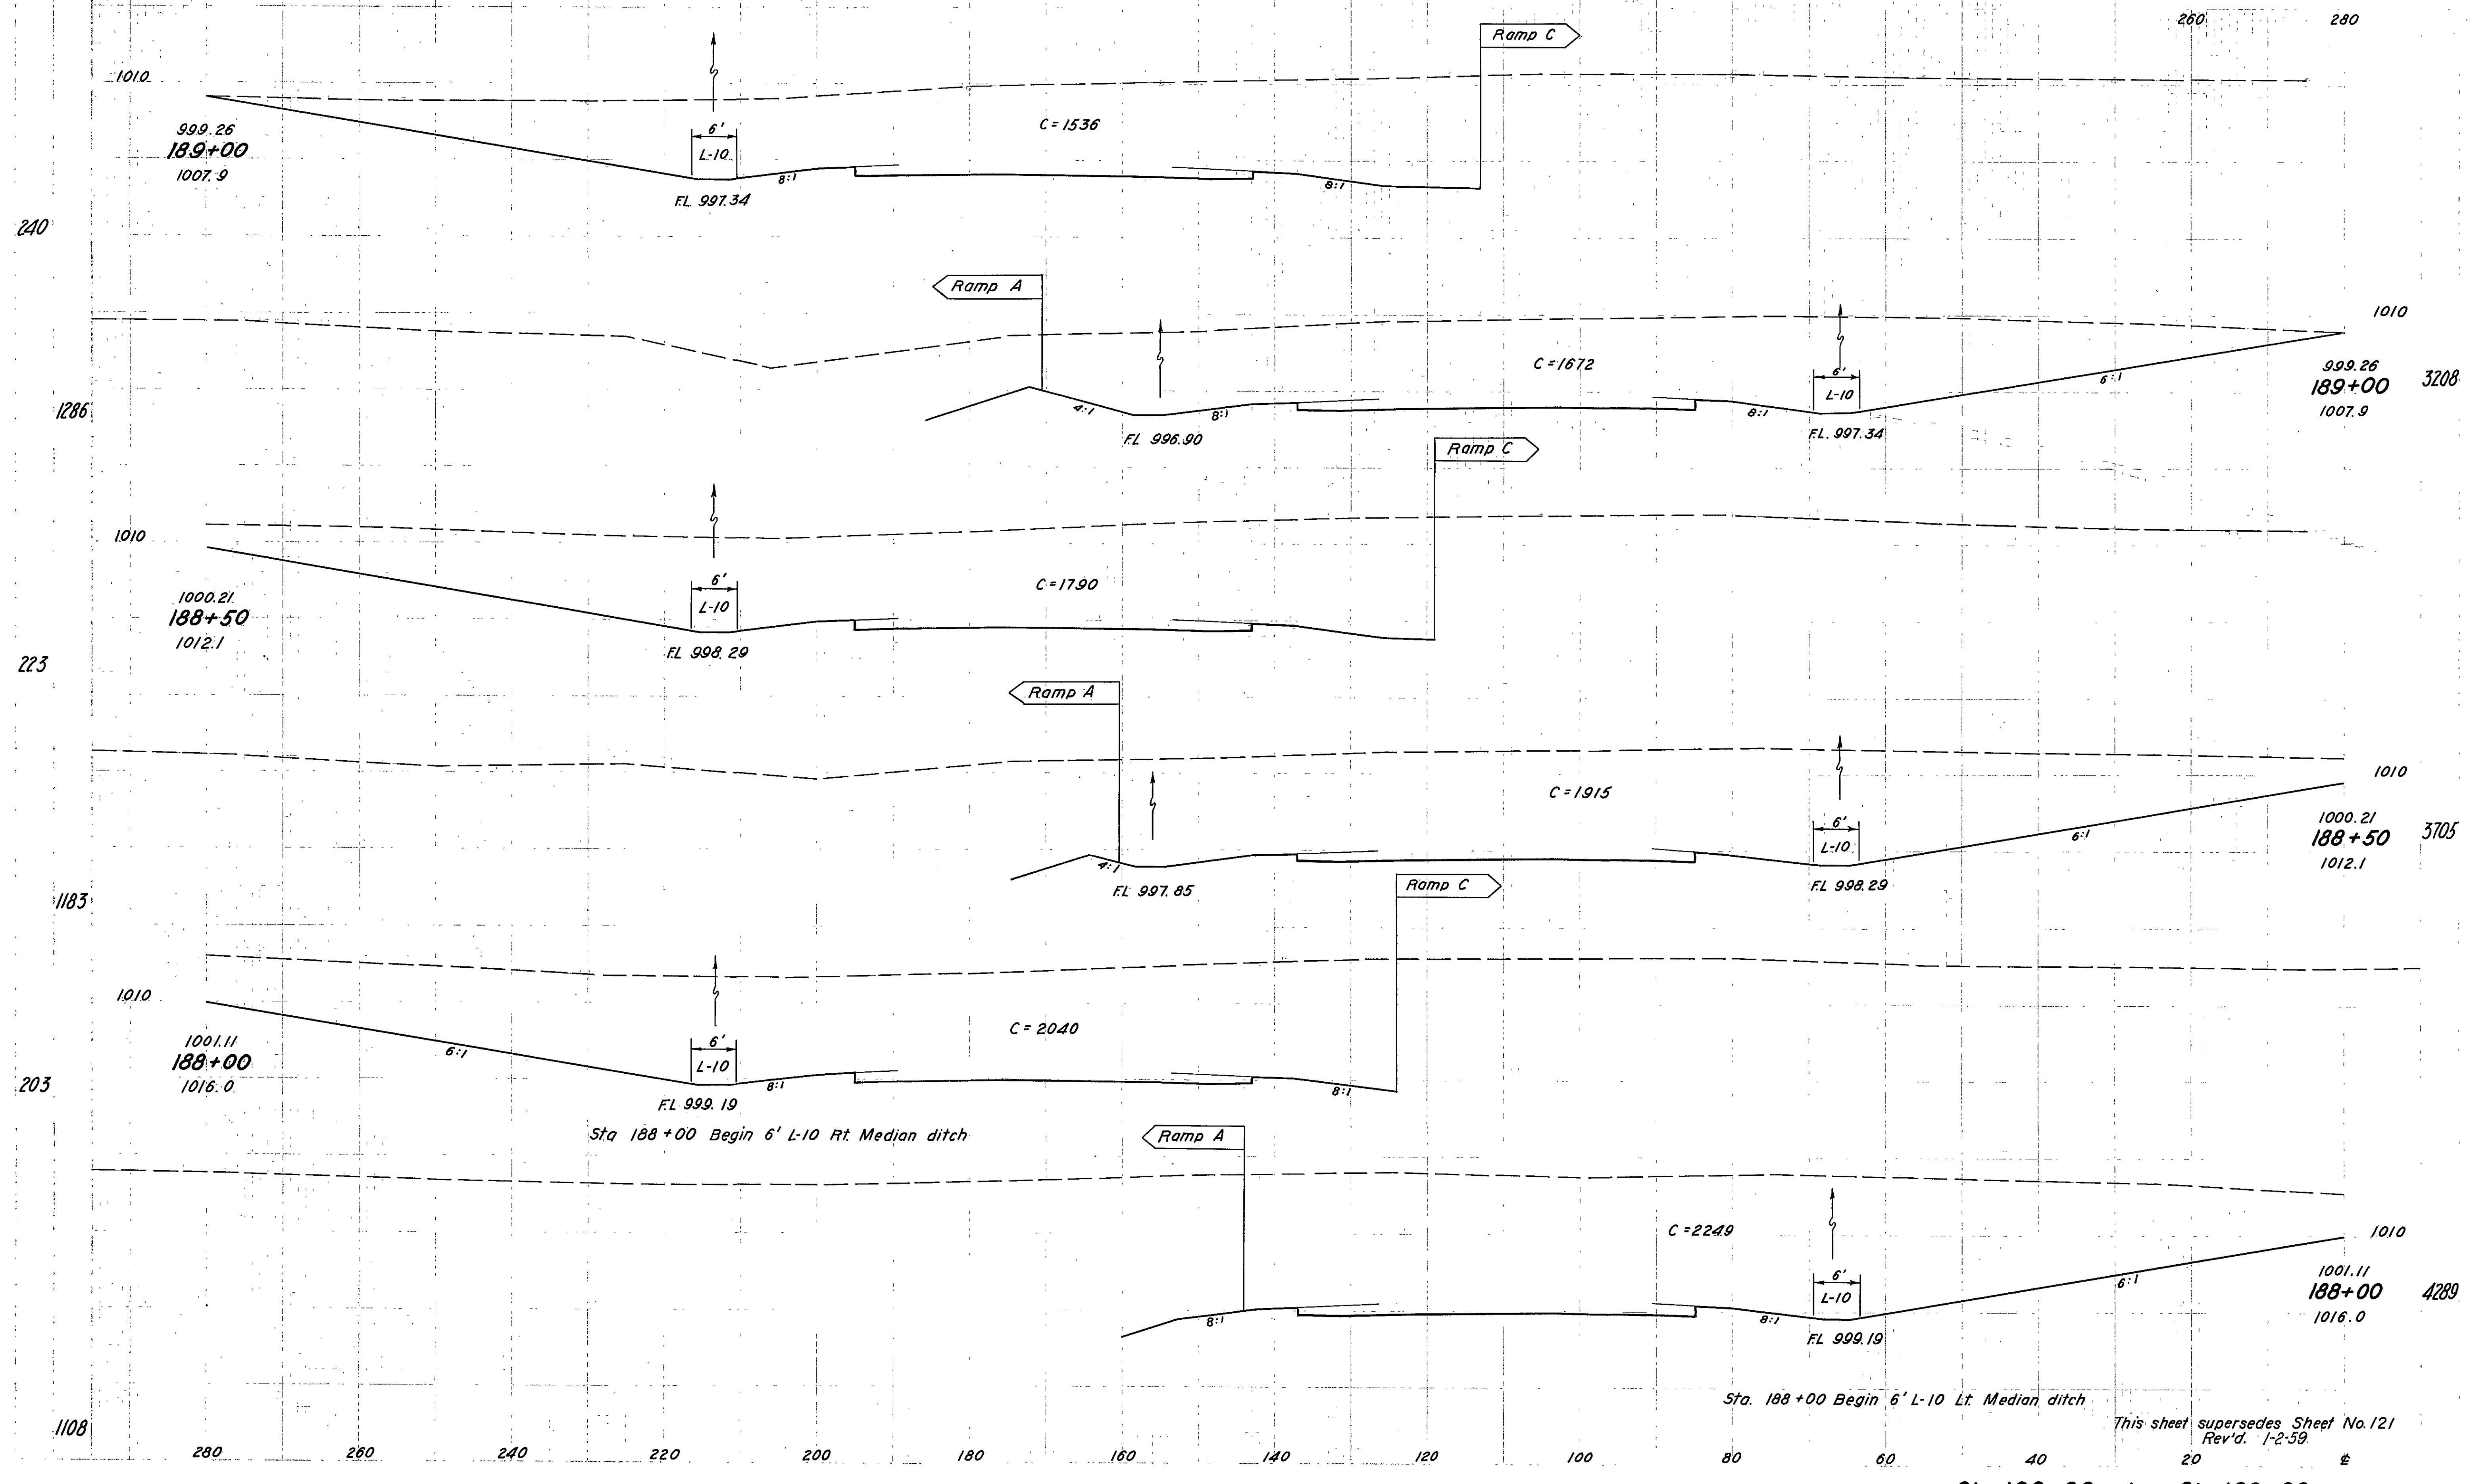 260 280
Ramp C
1010
C = 1536
999.26
189+00
1007.9
6'
L-10
8:1
8:1
F.L. 997.34
240
Ramp A
1010
C = 1672
999.26
189+00
1007.9
3208
6'
L-10
6:1
1286
4:1
8:1
8:1
F.L. 996.90
F.L. 997.34
Ramp C
1010
C = 1790
1000.21
188+50
1012.1
6'
L-10
F.L. 998.29
223
Ramp A
1010
C = 1915
1000.21
188+50
1012.1
3705
6'
L-10
6:1
4:1
F.L. 997.85
F.L. 998.29
1183
Ramp C
1010
C = 2040
1001.11
188+00
1016.0
6:1
6'
L-10
8:1
8:1
203
F.L. 999.19
Sta 188+00 Begin 6' L-10 Rt. Median ditch
Ramp A
C = 2249
1010
1001.11
188+00
1016.0
4289
6'
L-10
6:1
8:1
8:1
F.L. 999.19
Sta. 188+00 Begin 6' L-10 Lt. Median ditch
This sheet supersedes Sheet No. 121
Rev'd. 1-2-59
1108
280 260 240 220 200 180 160 140 120 100 80 60 40 20 ℄